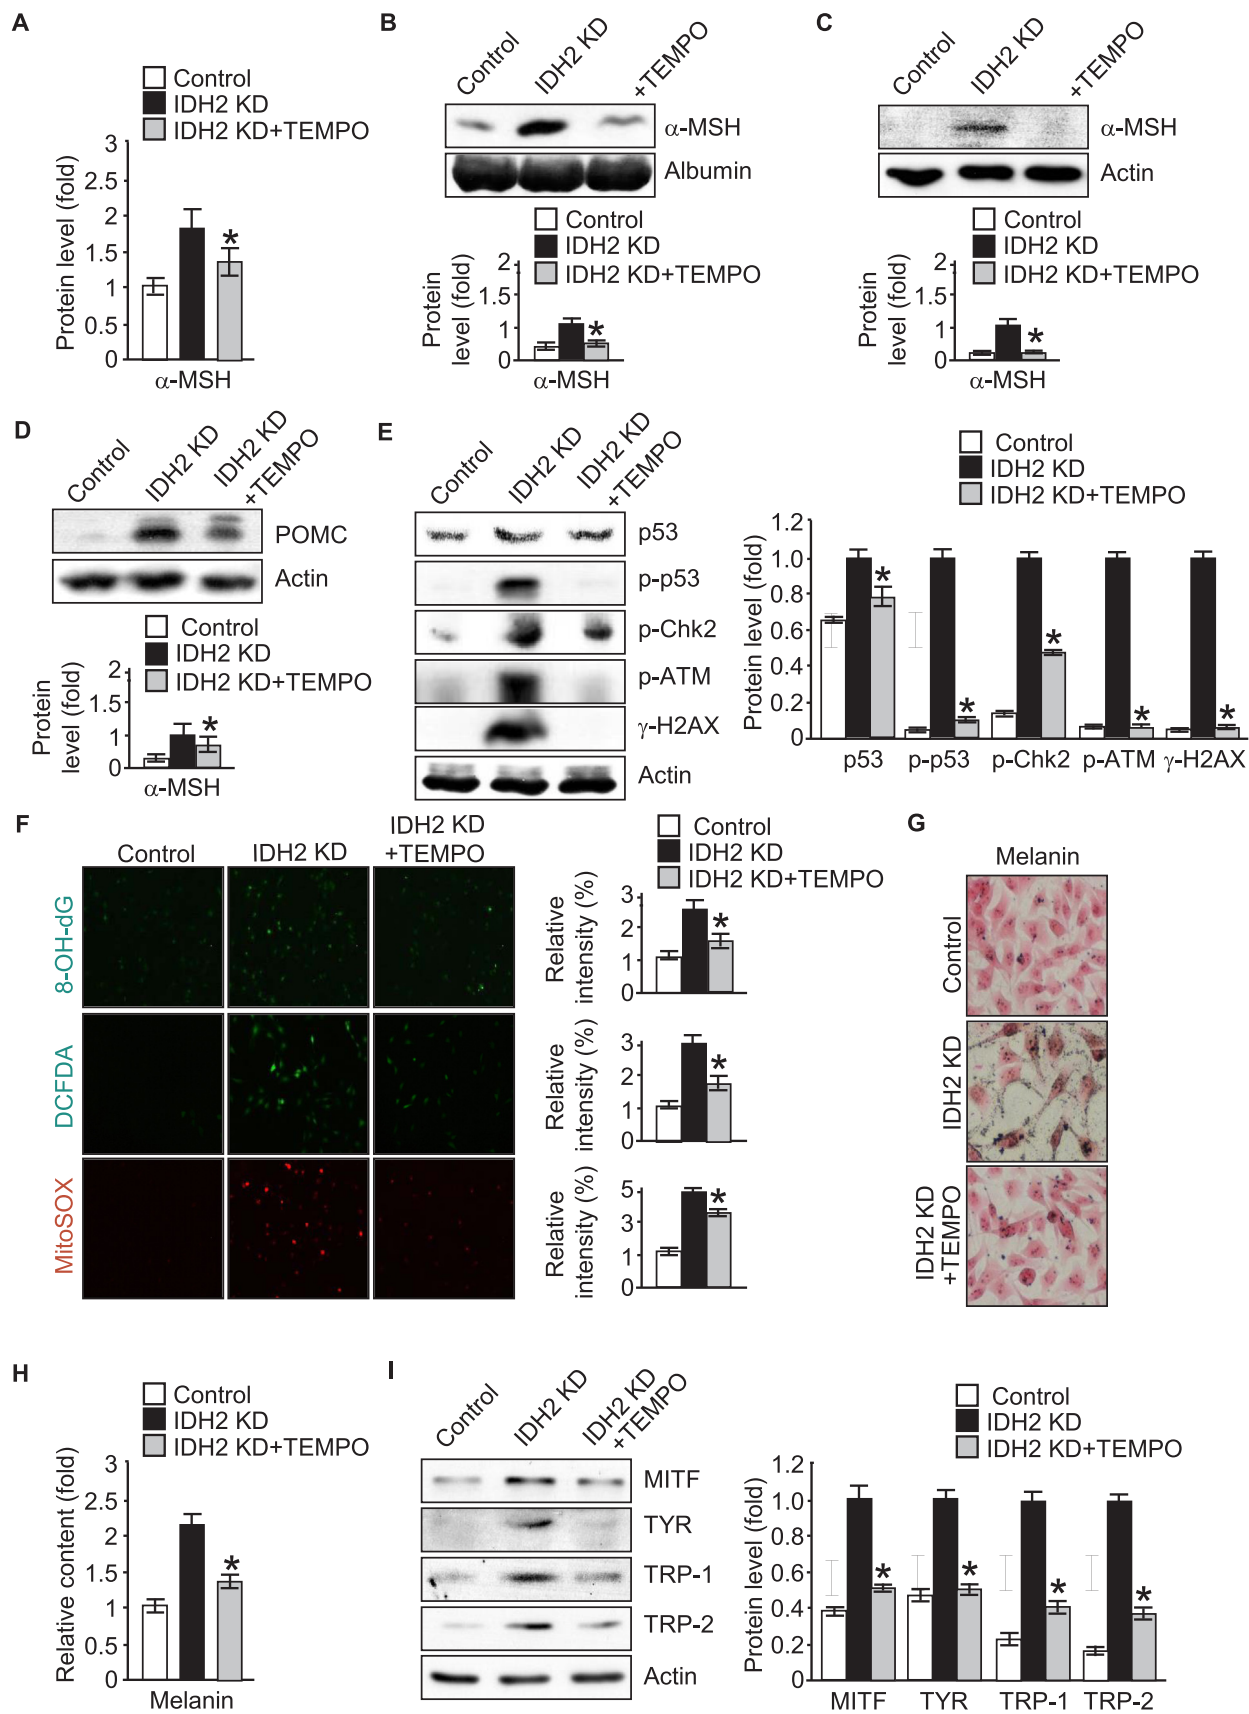 A
Control
IDH2 KD
IDH2 KD+TEMPO
Protein level (fold)
3
2.5
2
1.5
1
0.5
0
*
α-MSH
B
Control
IDH2 KD
+TEMPO
α-MSH
Albumin
Control
IDH2 KD
IDH2 KD+TEMPO
Protein
level (fold)
2
1.5
1
0
*
α-MSH
C
Control
IDH2 KD
+TEMPO
α-MSH
Actin
Control
IDH2 KD
IDH2 KD+TEMPO
Protein
level (fold)
2
1.5
1
0
*
α-MSH
D
Control
IDH2 KD
IDH2 KD
+TEMPO
POMC
Actin
Control
IDH2 KD
IDH2 KD+TEMPO
Protein
level (fold)
2
1.5
1
0
*
α-MSH
E
Control
IDH2 KD
IDH2 KD
+TEMPO
p53
p-p53
p-Chk2
p-ATM
γ-H2AX
Actin
Control
IDH2 KD
IDH2 KD+TEMPO
Protein level (fold)
1.2
1.0
0.8
0.6
0.4
0.2
0
* * * * *
p53 p-p53 p-Chk2 p-ATM γ-H2AX
F
Control IDH2 KD IDH2 KD
+TEMPO
8-OH-dG
DCFDA
MitoSOX
Control
IDH2 KD
IDH2 KD+TEMPO
Relative
intensity (%)
3
2
1
0
*
Relative
intensity (%)
3
2
1
0
*
Relative
intensity (%)
5
3
1
0
*
G
Melanin
Control
IDH2 KD
IDH2 KD
+TEMPO
H
Control
IDH2 KD
IDH2 KD+TEMPO
Relative content (fold)
3
2.5
2
1.5
1
0.5
0
*
Melanin
I
Control
IDH2 KD
IDH2 KD
+TEMPO
MITF
TYR
TRP-1
TRP-2
Actin
Control
IDH2 KD
IDH2 KD+TEMPO
Protein level (fold)
1.2
1.0
0.8
0.6
0.4
0.2
0
* * * *
MITF TYR TRP-1 TRP-2